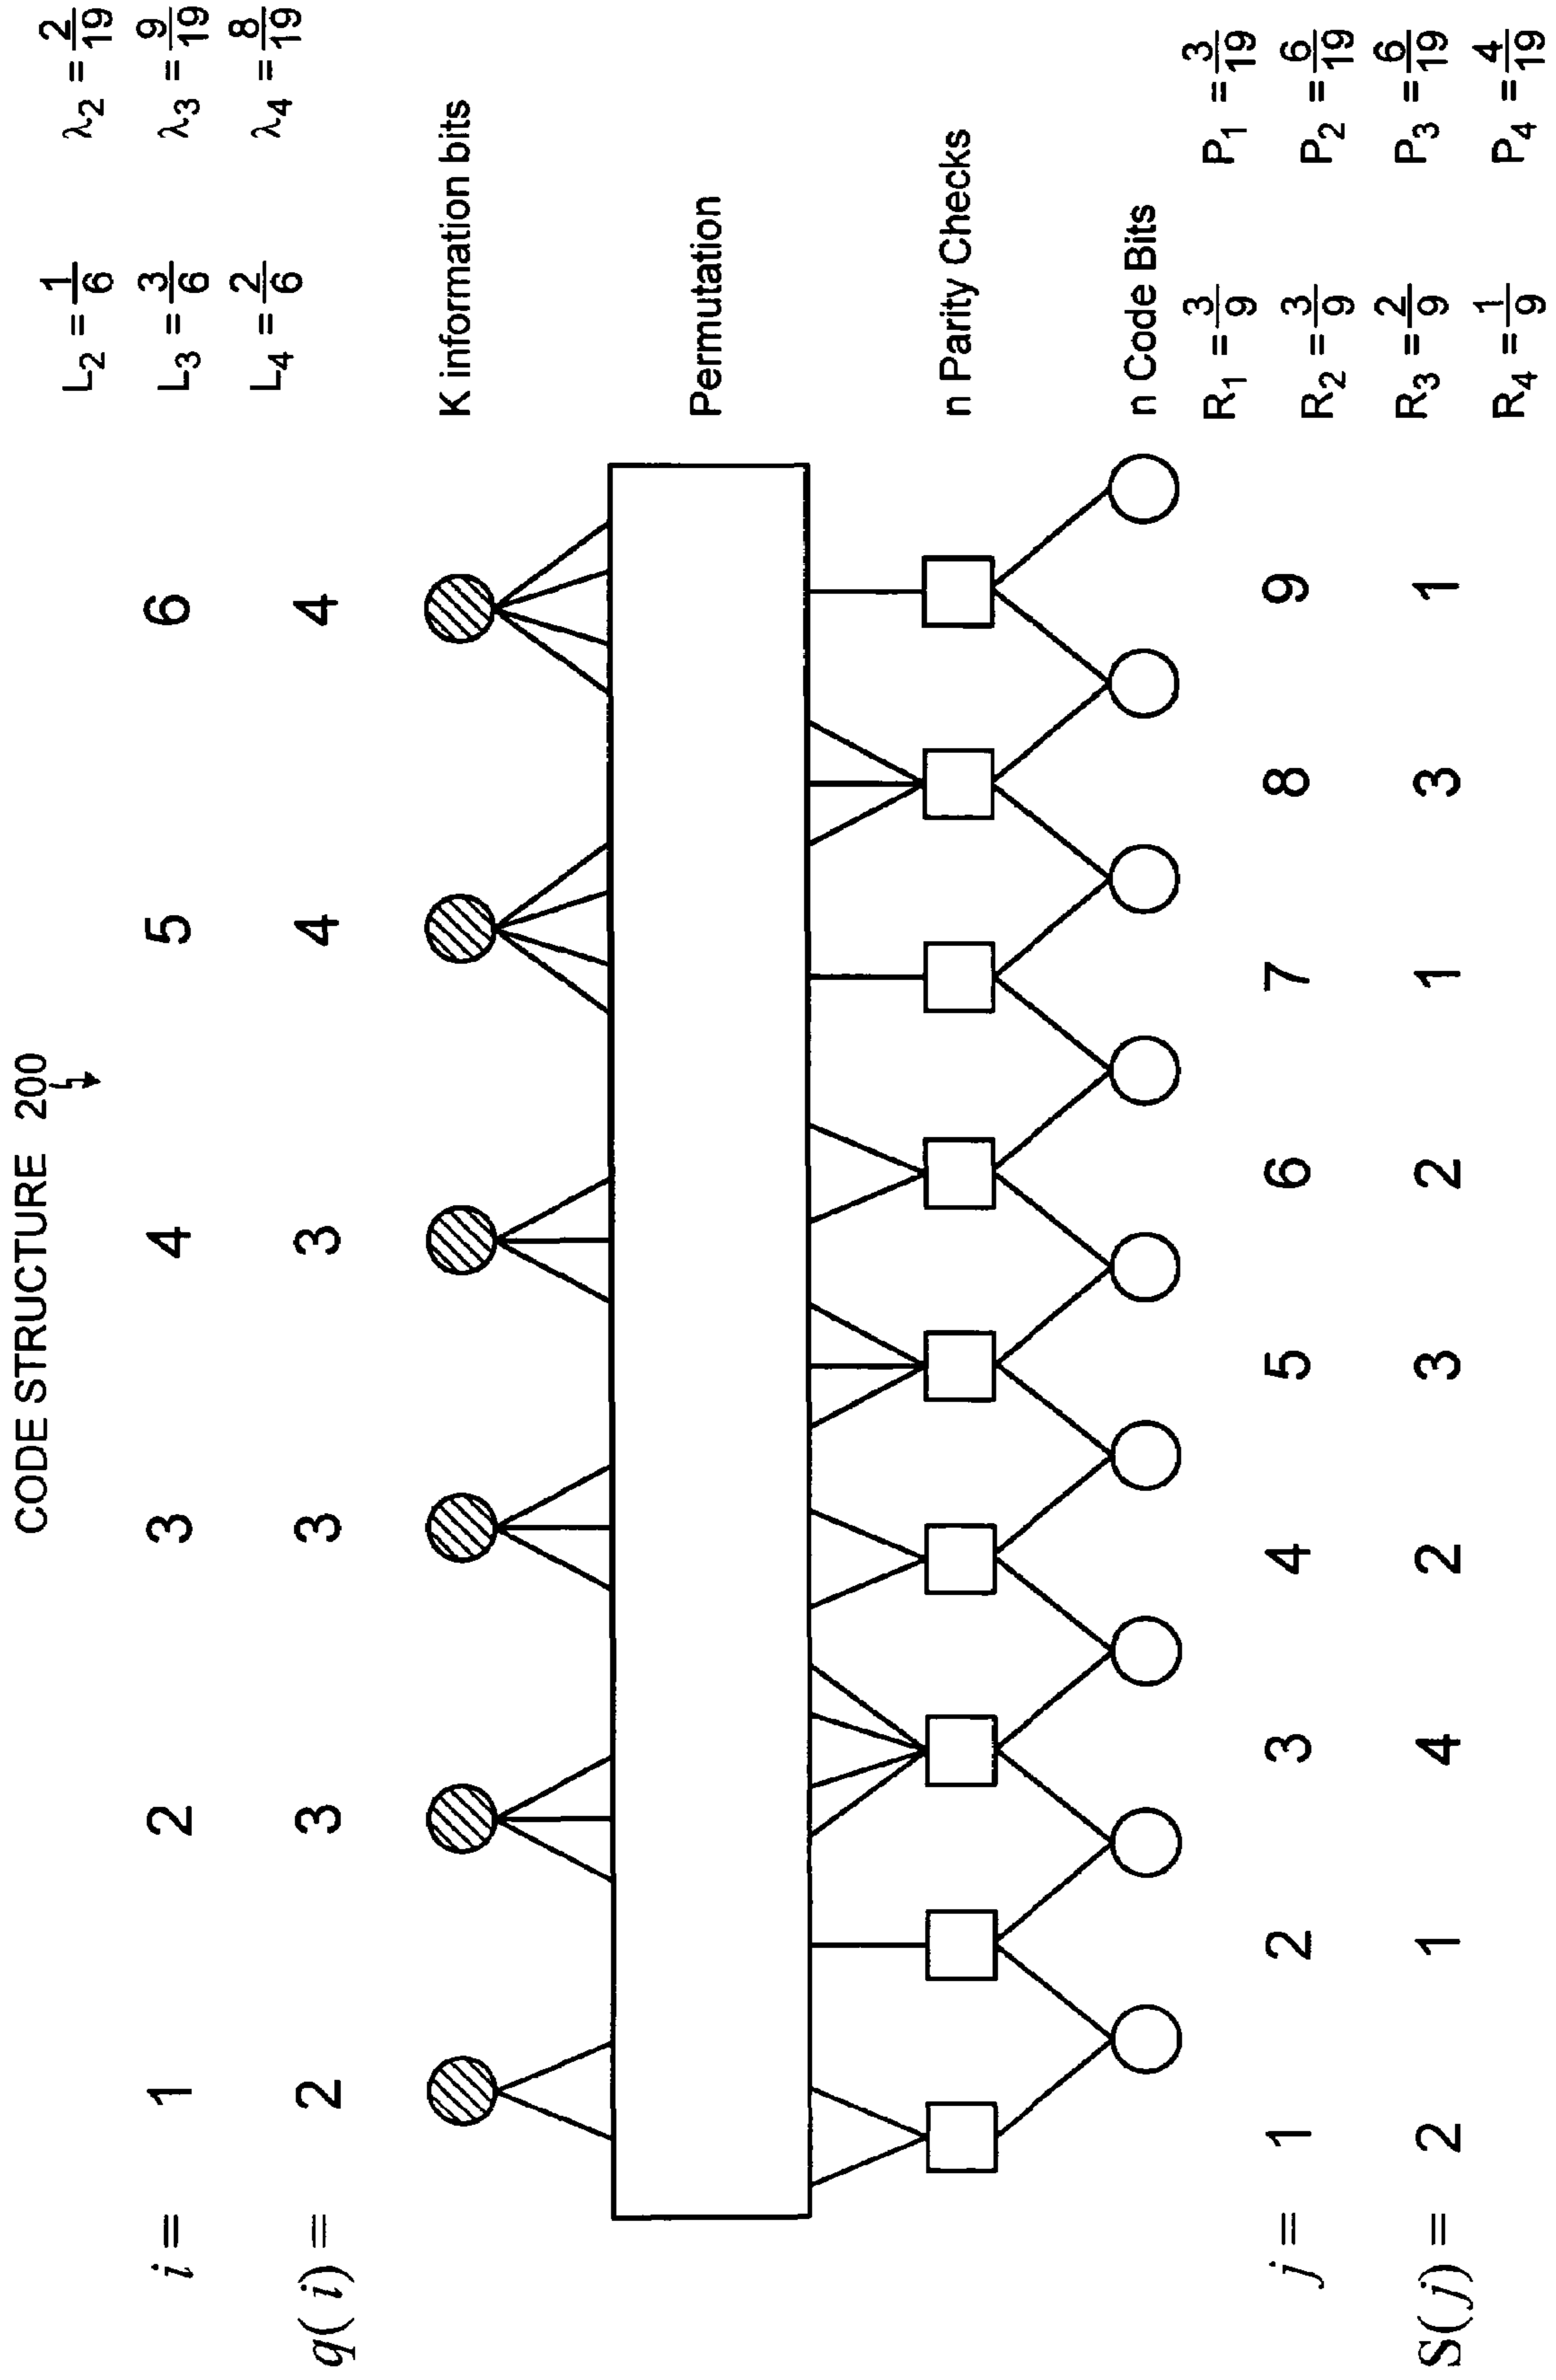 CODE STRUCTURE 200
L2 = 1/6 λ2 = 2/19
i = 1 2 3 4 5 6 L3 = 3/6 λ3 = 9/19
q(i) = 2 3 3 3 4 4 L4 = 2/6 λ4 = 8/19
K information bits
Permutation
n Parity Checks
n Code Bits
R1 = 3/9 P1 = 3/19
j = 1 2 3 4 5 6 7 8 9 R2 = 3/9 P2 = 6/19
S(j) = 2 1 4 2 3 2 1 3 1 R3 = 2/9 P3 = 6/19
R4 = 1/9 P4 = 4/19